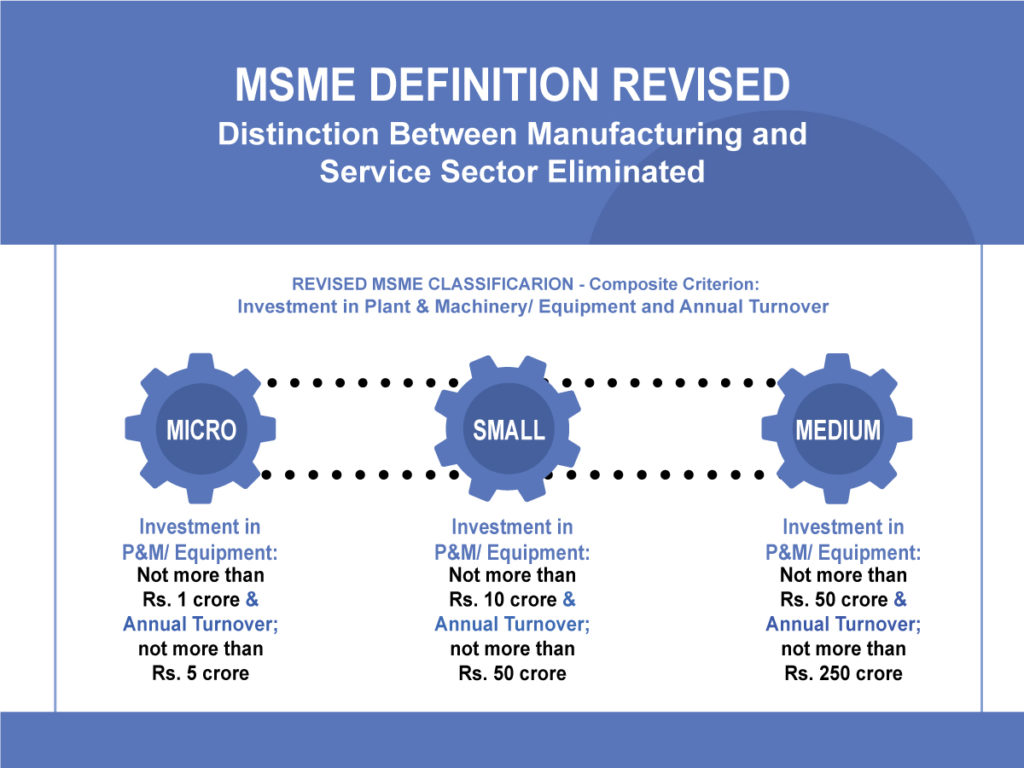 MSME DEFINITION REVISED
Distinction Between Manufacturing and
Service Sector Eliminated
REVISED MSME CLASSIFICARION - Composite Criterion:
Investment in Plant & Machinery/ Equipment and Annual Turnover
MICRO
Investment in
P&M/ Equipment:
Not more than
Rs. 1 crore &
Annual Turnover;
not more than
Rs. 5 crore
SMALL
Investment in
P&M/ Equipment:
Not more than
Rs. 10 crore &
Annual Turnover;
not more than
Rs. 50 crore
MEDIUM
Investment in
P&M/ Equipment:
Not more than
Rs. 50 crore &
Annual Turnover;
not more than
Rs. 250 crore